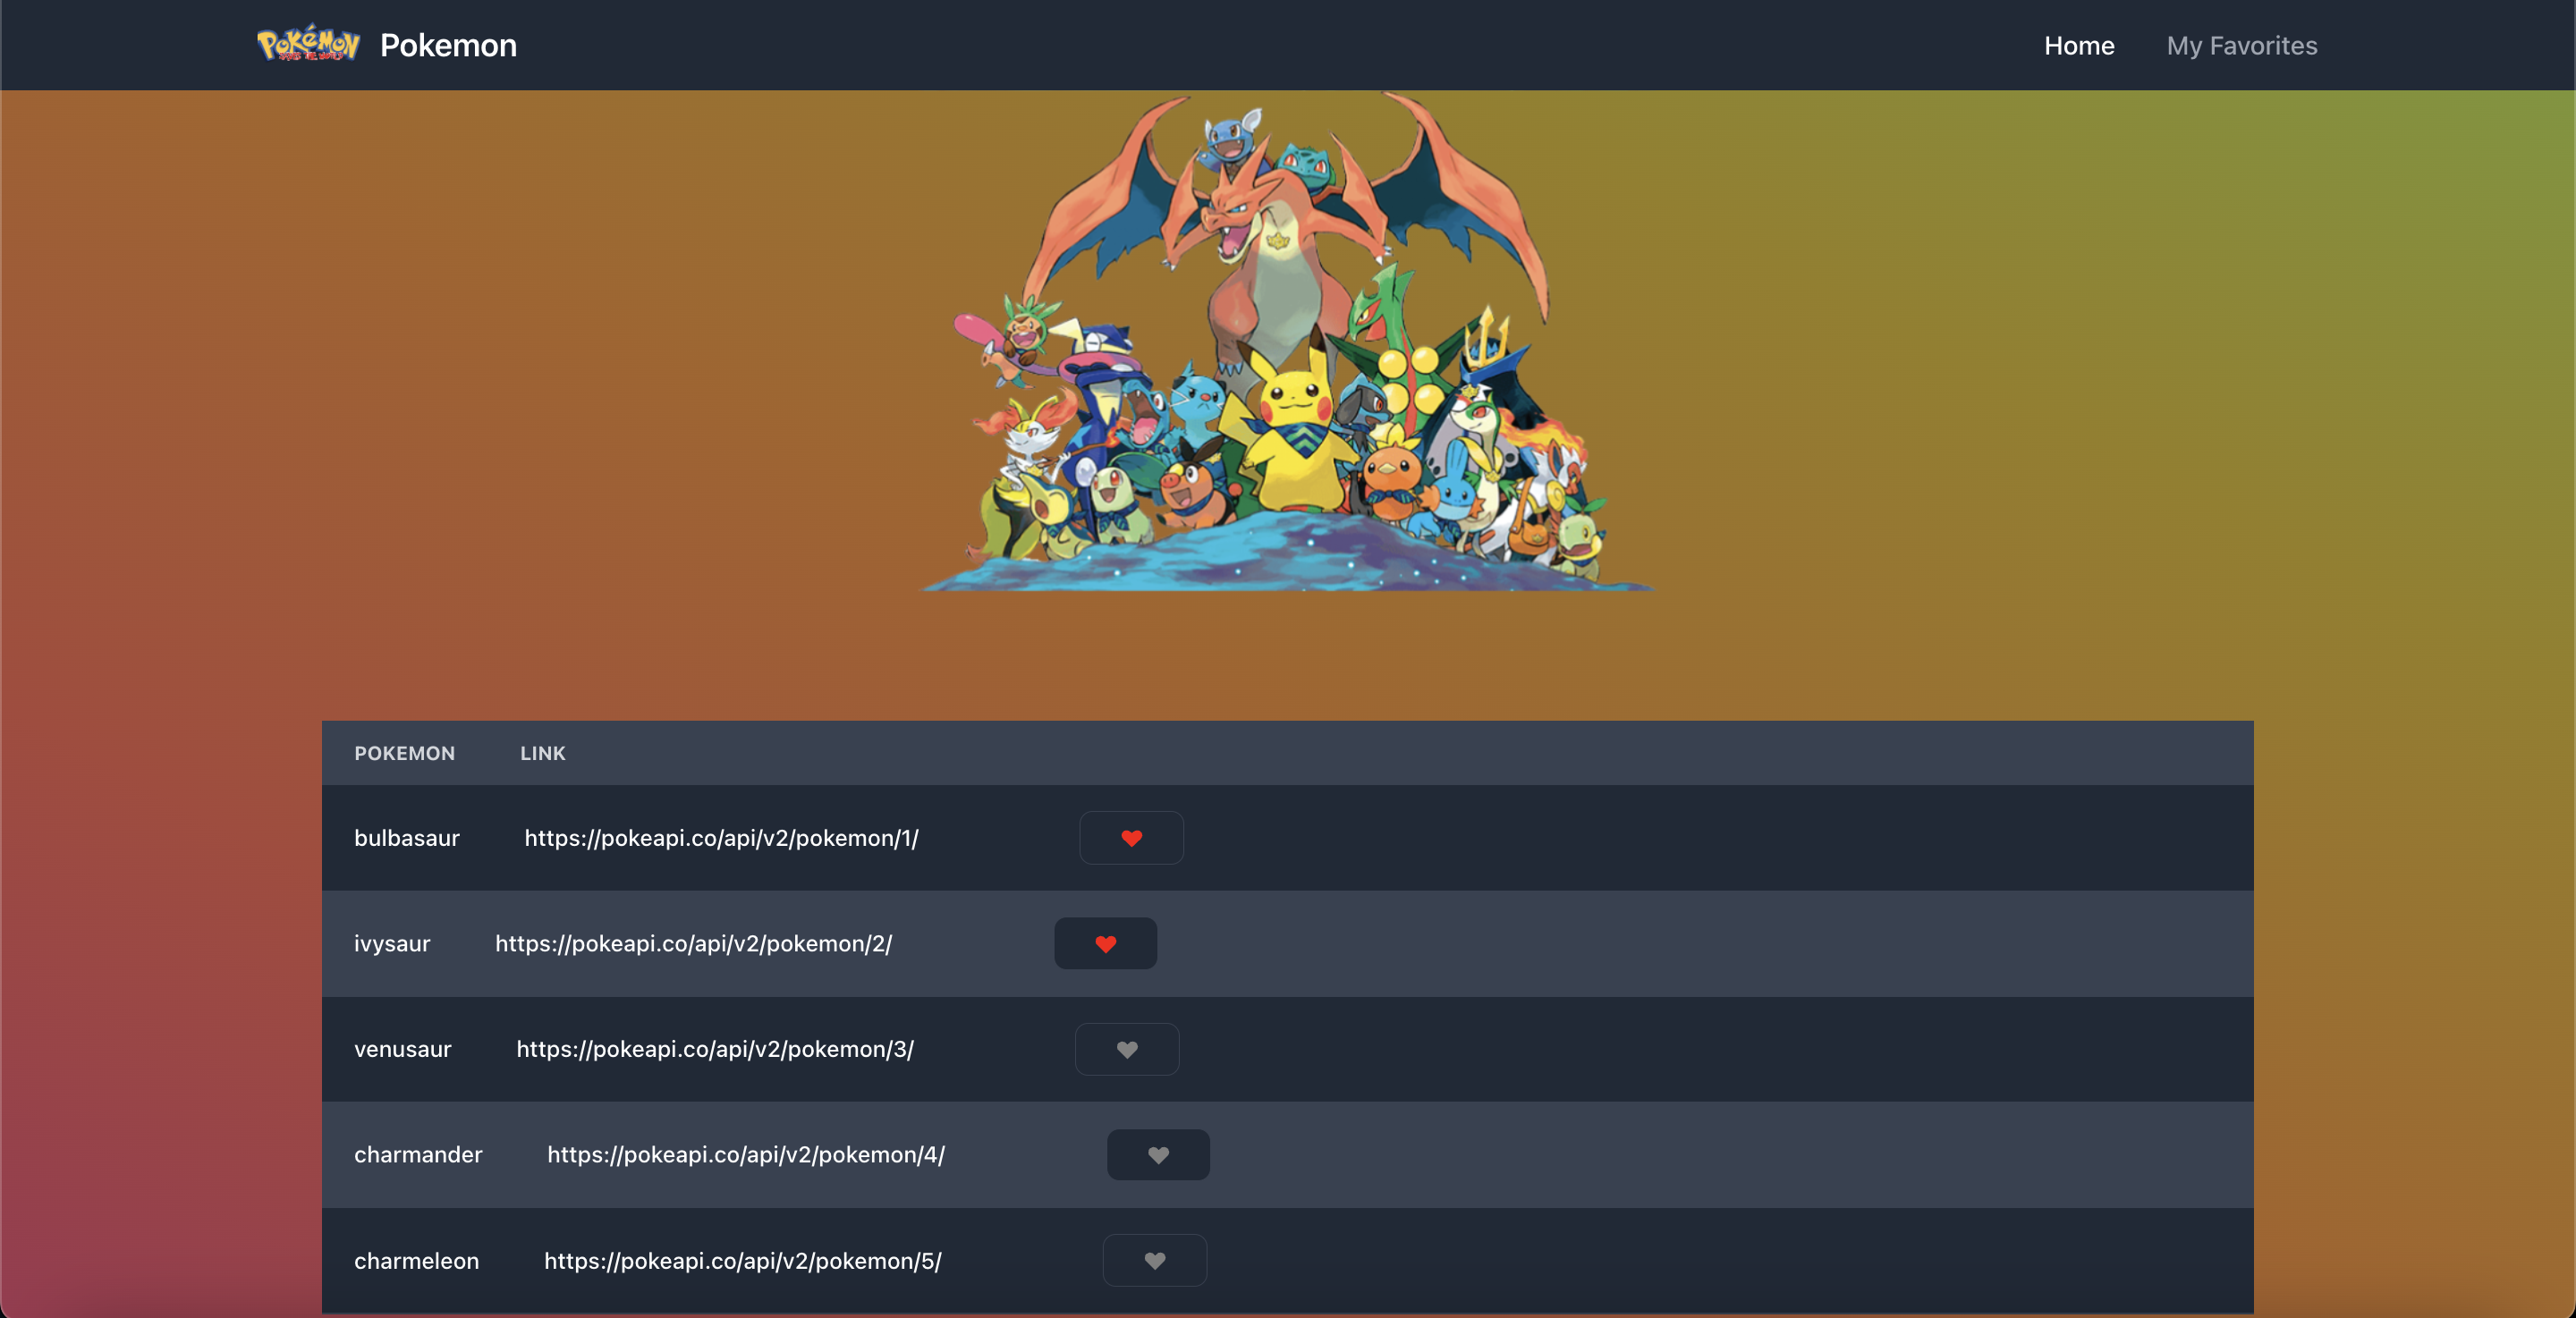 Pokémon Pokemon Home My Favorites
POKEMON LINK
bulbasaur https://pokeapi.co/api/v2/pokemon/1/
ivysaur https://pokeapi.co/api/v2/pokemon/2/
venusaur https://pokeapi.co/api/v2/pokemon/3/
charmander https://pokeapi.co/api/v2/pokemon/4/
charmeleon https://pokeapi.co/api/v2/pokemon/5/